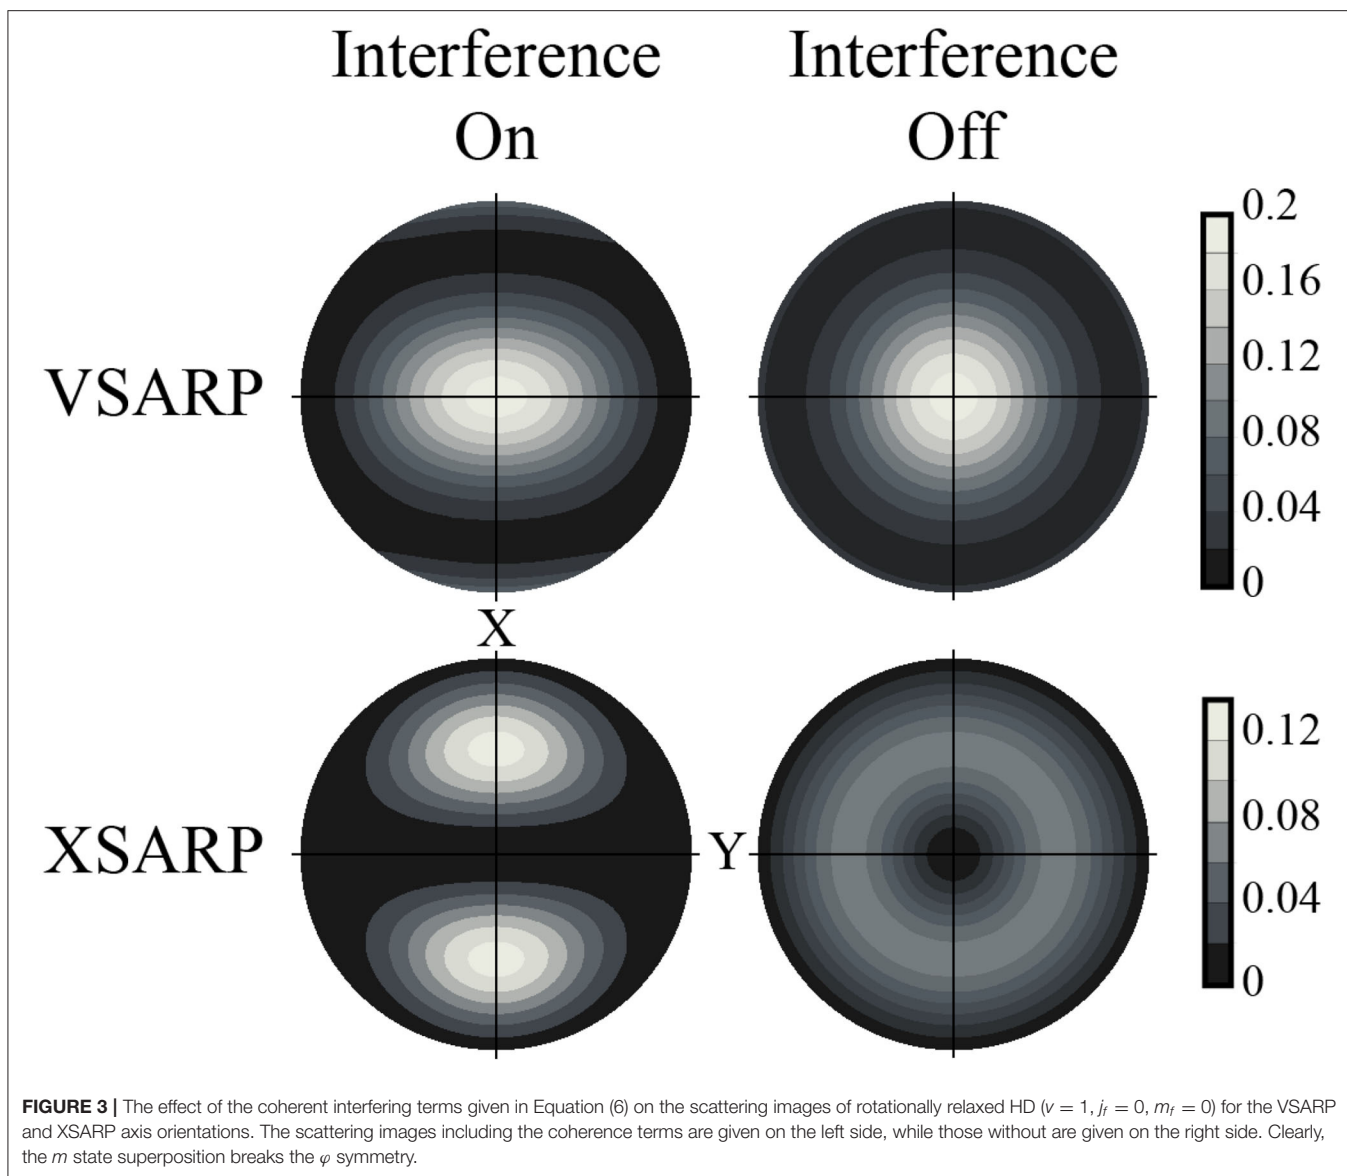 Interference Interference
On Off
0.2
0.16
0.12
VSARP
0.08
0.04
0
X
0.12
0.08
XSARP Y
0.04
0
FIGURE 3 | The effect of the coherent interfering terms given in Equation (6) on the scattering images of rotationally relaxed HD (v = 1, j_f = 0, m_f = 0) for the VSARP
and XSARP axis orientations. The scattering images including the coherence terms are given on the left side, while those without are given on the right side. Clearly,
the m state superposition breaks the φ symmetry.